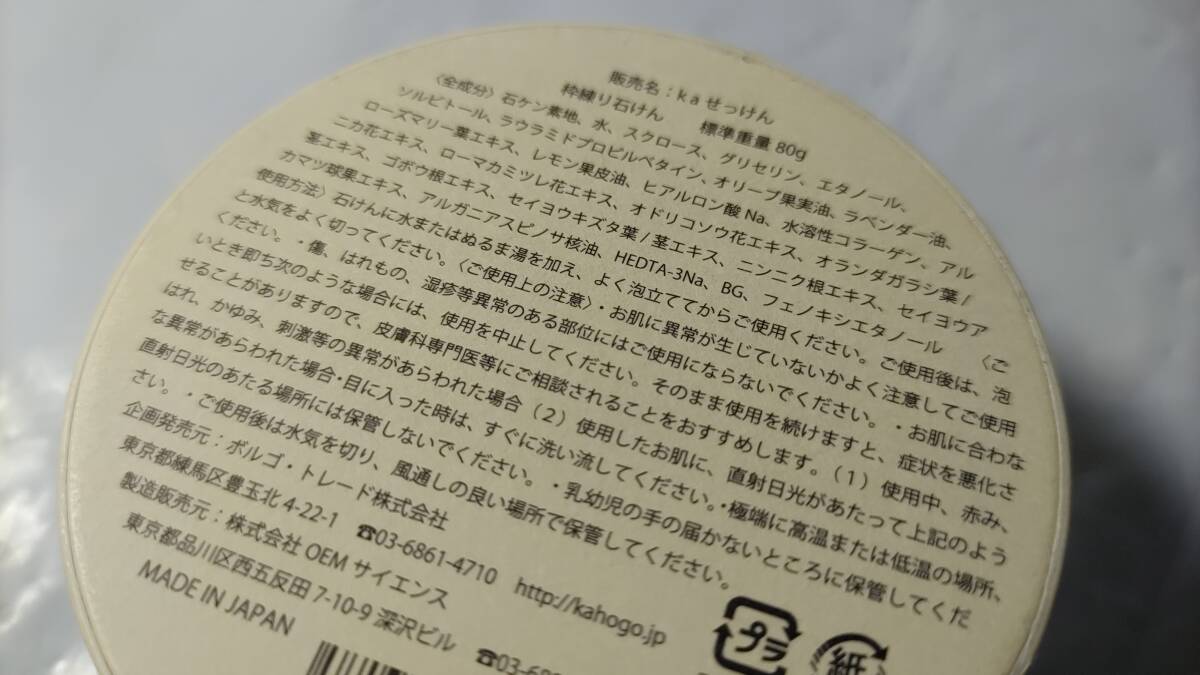 販売名：kaせっけん
枠練り石けん　標準重量 80g
〈全成分〉石ケン素地、水、スクロース、グリセリン、エタノール、
ソルビトール、ラウラミドプロピルベタイン、オリーブ果実油、ラベンダー油、
ローズマリー葉エキス、レモン果皮油、ヒアルロン酸Na、水溶性コラーゲン、アル
ニカ花エキス、ローマカミツレ花エキス、オドリコソウ花エキス、オランダガラシ葉/
茎エキス、ゴボウ根エキス、セイヨウキズタ葉/茎エキス、ニンニク根エキス、セイヨウア
カマツ球果エキス、アルガニアスピノサ核油、HEDTA-3Na、BG、フェノキシエタノール　〈ご
使用方法〉石けんに水またはぬるま湯を加え、よく泡立ててからご使用ください。ご使用後は、泡
と水気をよく切ってください。〈ご使用上の注意〉・お肌に異常が生じていないかよく注意してご使用
ください。・傷、はれもの、湿疹等異常のある部位にはご使用にならないでください。・お肌に合わな
いとき即ち次のような場合には、使用を中止してください。そのまま使用を続けますと、症状を悪化さ
せることがありますので、皮膚科専門医等にご相談されることをおすすめします。（1）使用中、赤み、
はれ、かゆみ、刺激等の異常があらわれた場合（2）使用したお肌に、直射日光があたって上記のよう
な異常があらわれた場合・目に入った時は、すぐに洗い流してください。・極端に高温または低温の場所、
直射日光のあたる場所には保管しないでください。・乳幼児の手の届かないところに保管してくだ
さい。・ご使用後は水気を切り、風通しの良い場所で保管してください。
企画発売元：ボルゴ・トレード株式会社
東京都練馬区豊玉北4-22-1　☎03-6861-4710　http://kahogo.jp
製造販売元：株式会社 OEM サイエンス
東京都品川区西五反田 7-10-9 深沢ビル　☎03-68
MADE IN JAPAN
プラ
紙